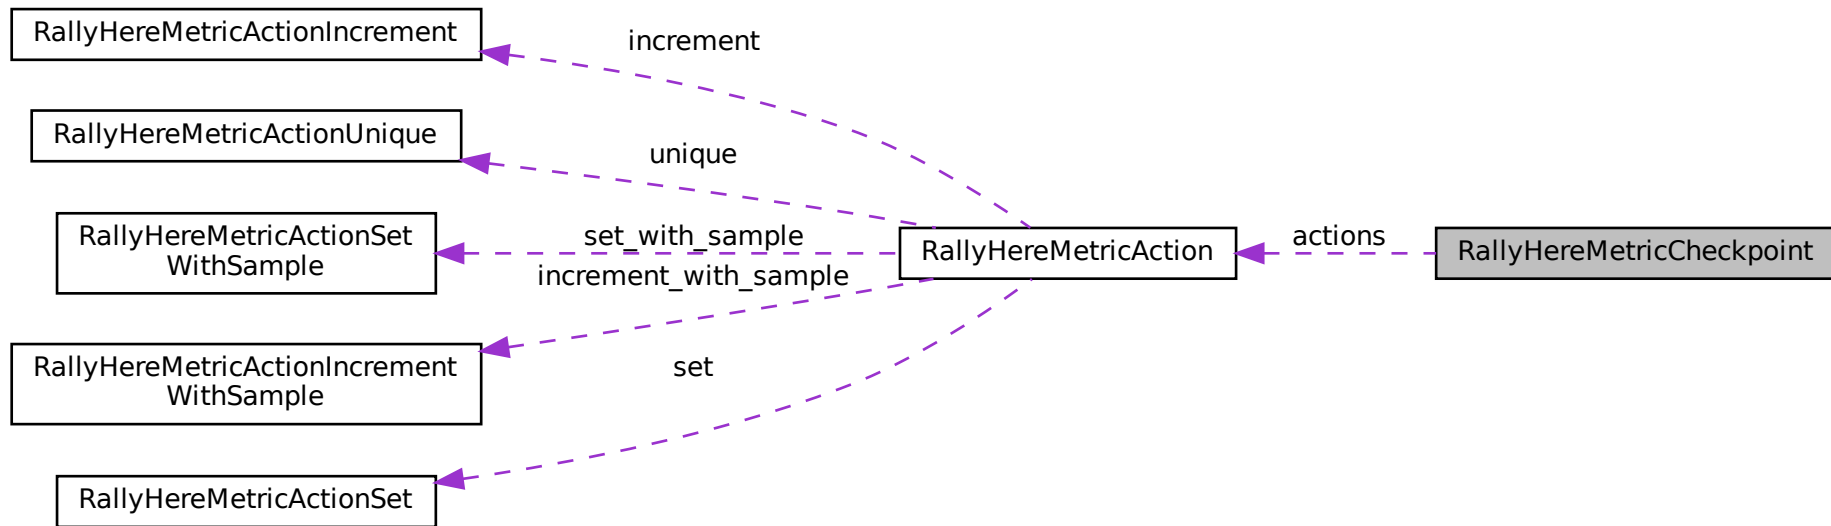 RallyHereMetricActionIncrement
increment
RallyHereMetricActionUnique
unique
RallyHereMetricActionSet
WithSample
set_with_sample
RallyHereMetricAction
actions
RallyHereMetricCheckpoint
increment_with_sample
RallyHereMetricActionIncrement
WithSample
set
RallyHereMetricActionSet